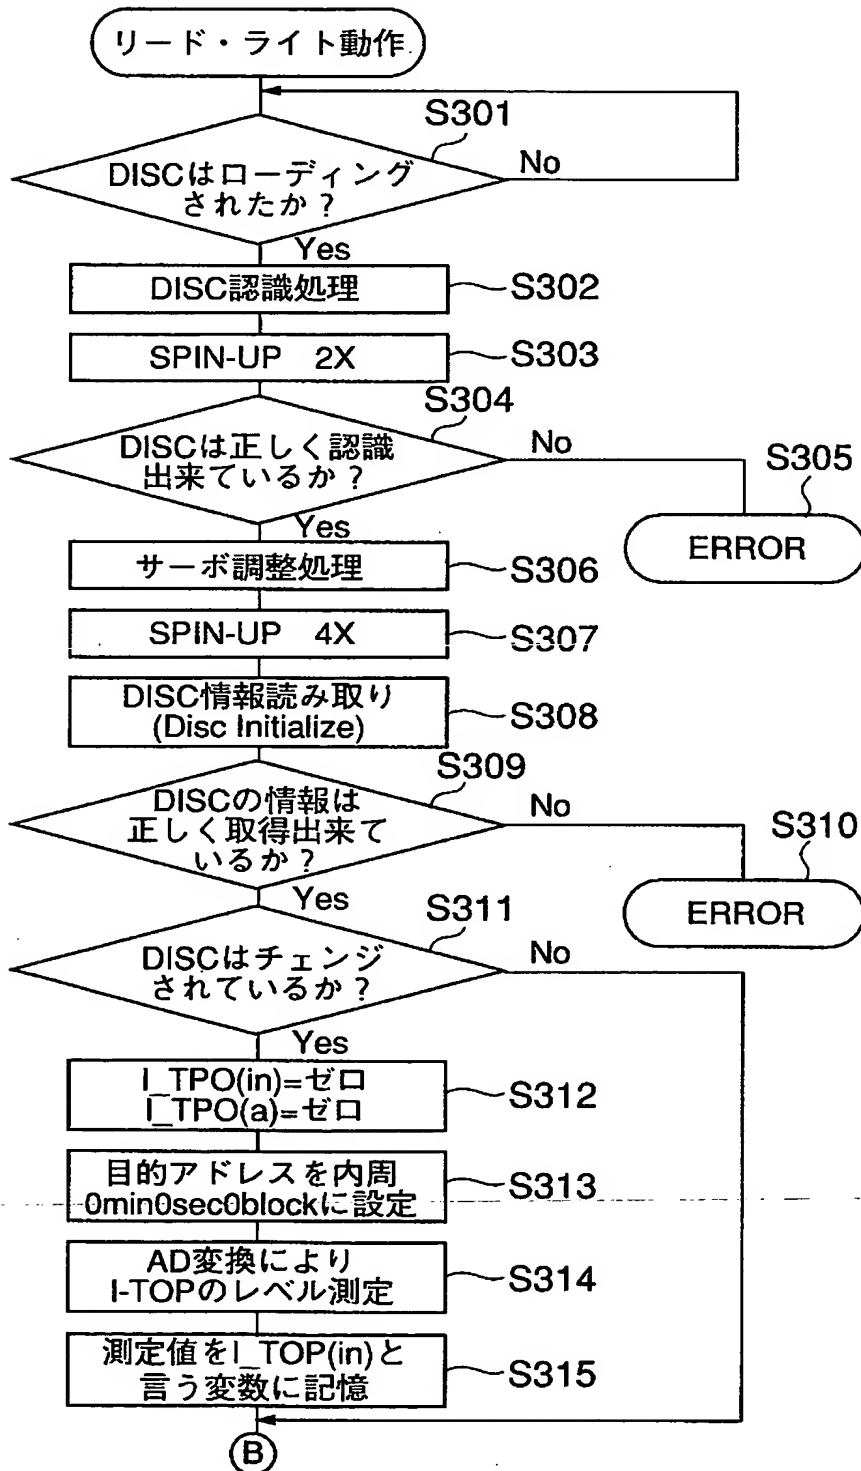 リード・ライト動作
S301
DISCはローディング
されたか？
No
Yes
DISC認識処理
S302
SPIN-UP 2X
S303
S304
DISCは正しく認識
出来ているか？
No
S305
ERROR
Yes
サーボ調整処理
S306
SPIN-UP 4X
S307
DISC情報読み取り
(Disc Initialize)
S308
S309
DISCの情報は
正しく取得出来て
いるか？
No
S310
ERROR
Yes
S311
DISCはチェンジ
されているか？
No
Yes
I_TPO(in)=ゼロ
I_TPO(a)=ゼロ
S312
目的アドレスを内周
0min0sec0blockに設定
S313
AD変換により
I-TOPのレベル測定
S314
測定値をI_TOP(in)と
言う変数に記憶
S315
B